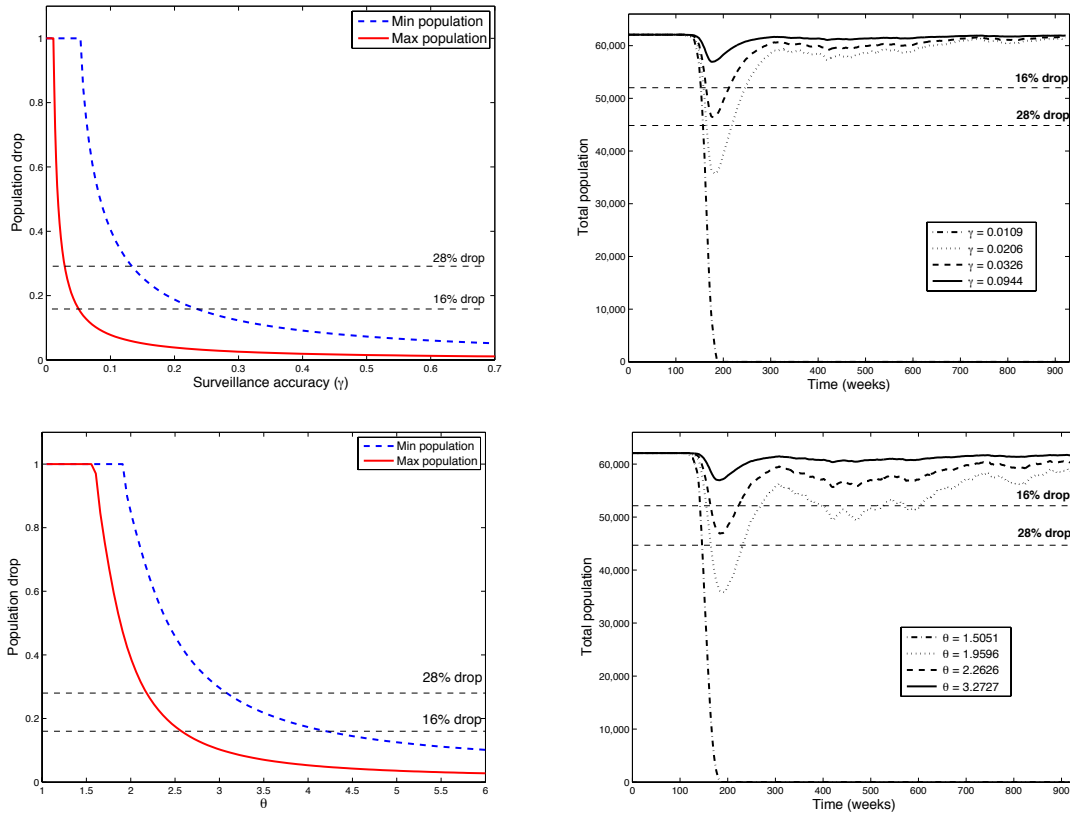 Min population
Max population
Population drop
1
0.8
0.6
0.4
0.2
0
28% drop
16% drop
0
0.1
0.2
0.3
0.4
0.5
0.6
0.7
Surveillance accuracy (γ)
Total population
60,000
50,000
40,000
30,000
20,000
10,000
0
16% drop
28% drop
γ = 0.0109
γ = 0.0206
γ = 0.0326
γ = 0.0944
0
100
200
300
400
500
600
700
800
900
Time (weeks)
Min population
Max population
Population drop
1
0.8
0.6
0.4
0.2
0
28% drop
16% drop
1
1.5
2
2.5
3
3.5
4
4.5
5
5.5
6
θ
Total population
60,000
50,000
40,000
30,000
20,000
10,000
0
16% drop
28% drop
θ = 1.5051
θ = 1.9596
θ = 2.2626
θ = 3.2727
0
100
200
300
400
500
600
700
800
900
Time (weeks)